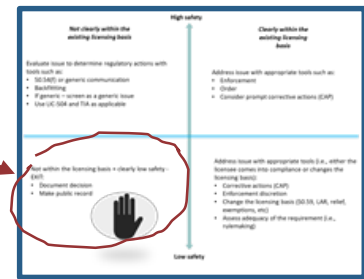 High safety
Not clearly within the
existing licensing basis
Clearly within the
existing licensing
basis
Evaluate issue to determine regulatory actions with
tools such as:
• 50.54(f) or generic communication
• Backfitting
• If generic – screen as a generic issue
• Use LIC-504 and TIA as applicable
Address issue with appropriate tools such as
• Enforcement
• Order
• Consider prompt corrective actions (CAP)
Not within the licensing basis + clearly low safety -
EXIT:
• Document decision
• Make public record
Address issue with appropriate tools (i.e., either the
licensee comes into compliance or changes the
licensing basis):
• Corrective actions (CAP)
• Enforcement discretion
• Change the licensing basis (50.59, LAR, relief,
exemptions, etc)
• Assess adequacy of the requirement (i.e.,
rulemaking)
Low safety